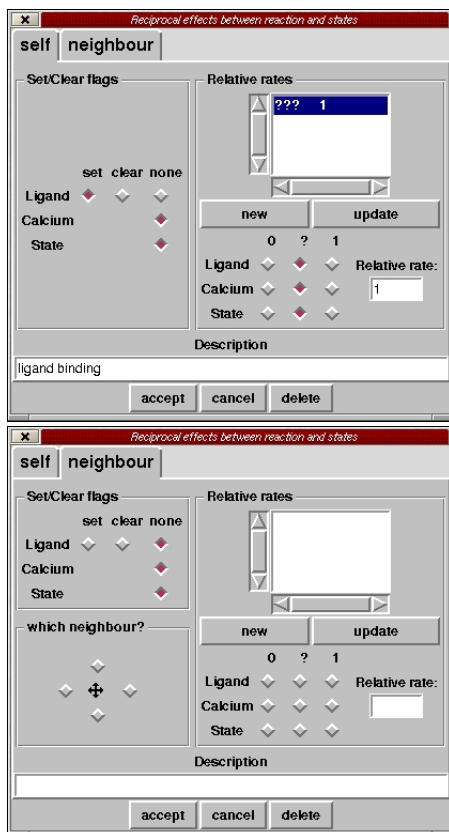 Reciprocal effects between reaction and states
self neighbour
Set/Clear flags
Relative rates
??? 1
set clear none
Ligand
Calcium
State
new update
0 ? 1
Ligand
Relative rate:
Calcium
1
State
Description
ligand binding
accept cancel delete
Reciprocal effects between reaction and states
self neighbour
Set/Clear flags
Relative rates
set clear none
Ligand
Calcium
State
which neighbour?
new update
0 ? 1
Ligand
Relative rate:
Calcium
State
Description
accept cancel delete